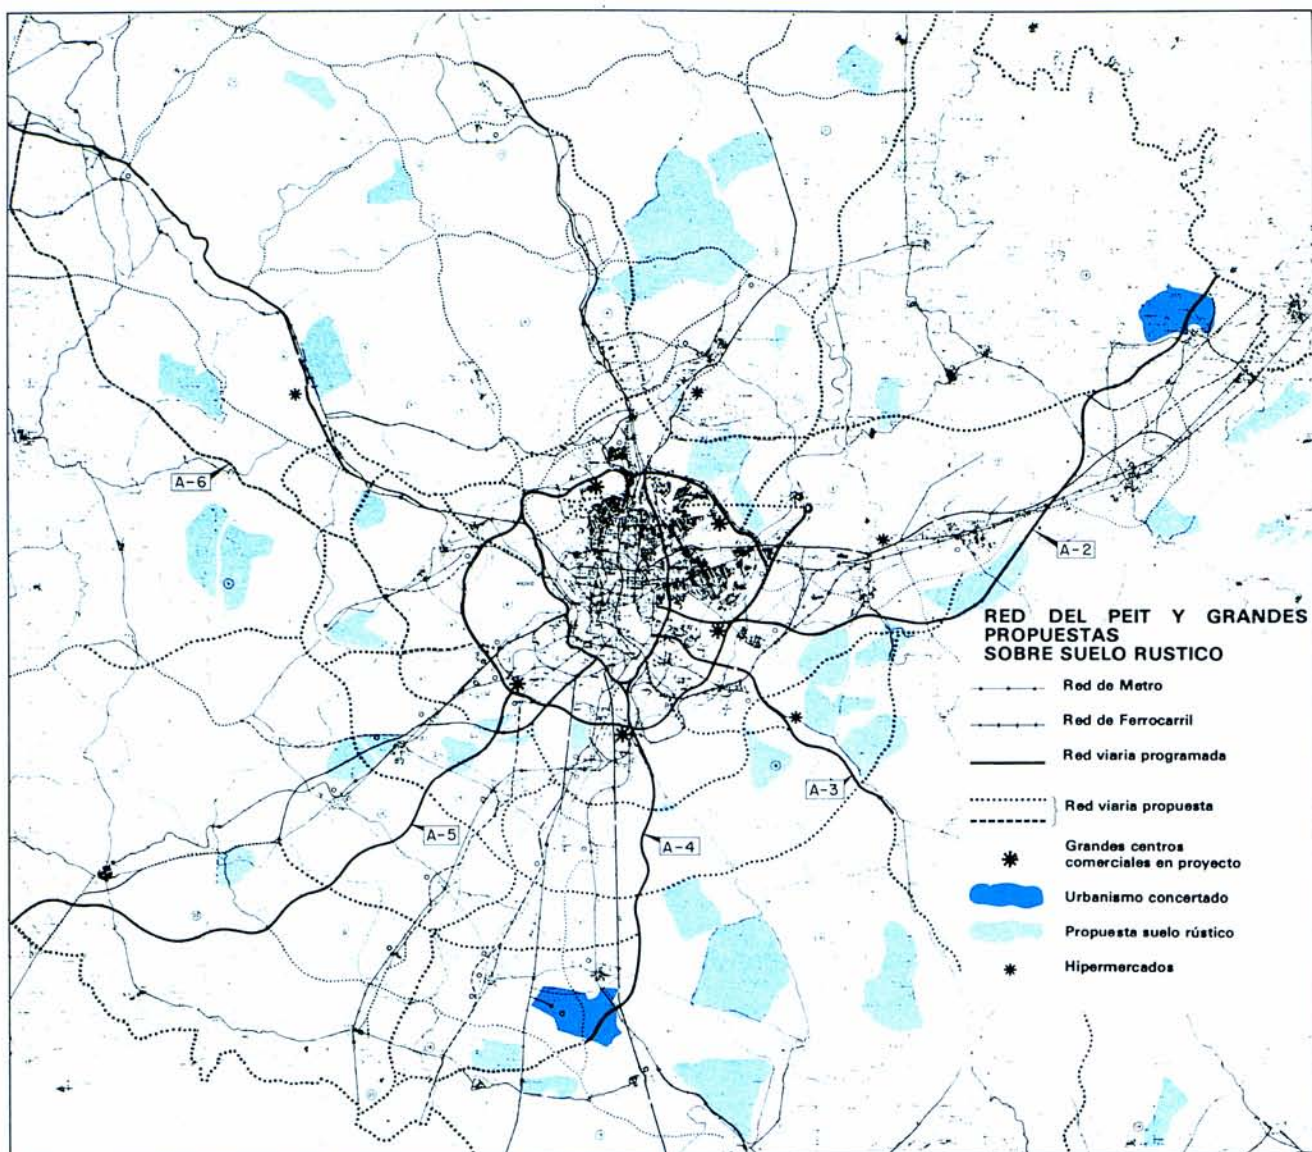 A-6
A-2
A-3
A-5
A-4
RED DEL PEIT Y GRANDES
PROPUESTAS
SOBRE SUELO RUSTICO
Red de Metro
Red de Ferrocarril
Red viaria programada
Red viaria propuesta
Grandes centros
comerciales en proyecto
Urbanismo concertado
Propuesta suelo rústico
Hipermercados